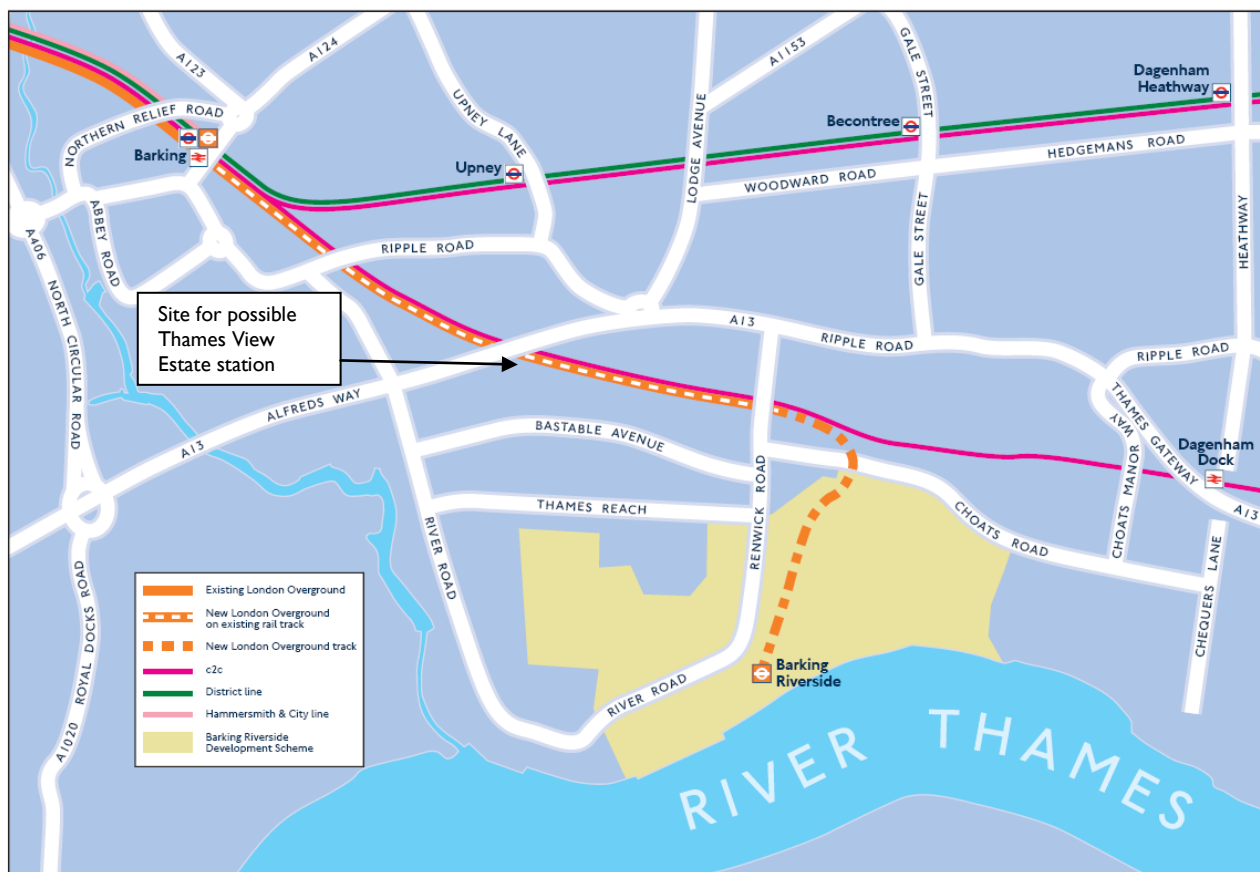 A123
A124
NORTHERN RELIEF ROAD
Barking
ABBEY ROAD
A406 NORTH CIRCULAR ROAD
UPNEY LANE
Upney
LODGE AVENUE
A1153
GALE STREET
Becontree
Dagenham
Heathway
HEDGEMANS ROAD
WOODWARD ROAD
GALE STREET
HEATHWAY
RIPPLE ROAD
Site for possible
Thames View
Estate station
A13
RIPPLE ROAD
RIPPLE ROAD
THAMES GATEWAY
A13
CHOATS MANOR WAY
Dagenham
Dock
A13
ALFREDS WAY
BASTABLE AVENUE
THAMES REACH
RENWICK ROAD
CHOATS ROAD
CHEQUERS LANE
RIVER ROAD
RIVER ROAD
A1020 ROYAL DOCKS ROAD
Barking
Riverside
RIVER THAMES
Existing London Overground
New London Overground
on existing rail track
New London Overground track
c2c
District line
Hammersmith & City line
Barking Riverside
Development Scheme